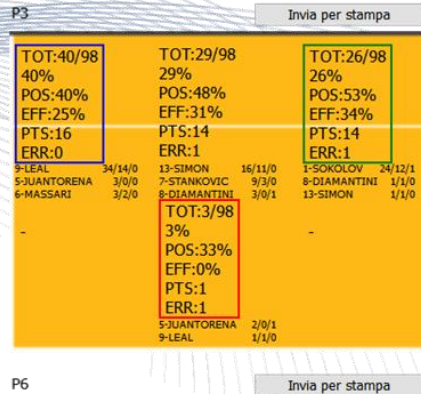 P3
Invia per stampa
TOT:40/98
40%
POS:40%
EFF:25%
PTS:16
ERR:0
9-LEAL 34/14/0
5-JUANTORENA 3/0/0
6-MASSARI 3/2/0
-
TOT:29/98
29%
POS:48%
EFF:31%
PTS:14
ERR:1
13-SIMON 16/11/0
7-STANKOVIC 9/3/0
8-DIAMANTINI 3/0/1
TOT:26/98
26%
POS:53%
EFF:34%
PTS:14
ERR:1
1-SOKOLOV 24/12/1
8-DIAMANTINI 1/1/0
13-SIMON 1/1/0
-
TOT:3/98
3%
POS:33%
EFF:0%
PTS:1
ERR:1
5-JUANTORENA 2/0/1
9-LEAL 1/1/0
P6
Invia per stampa